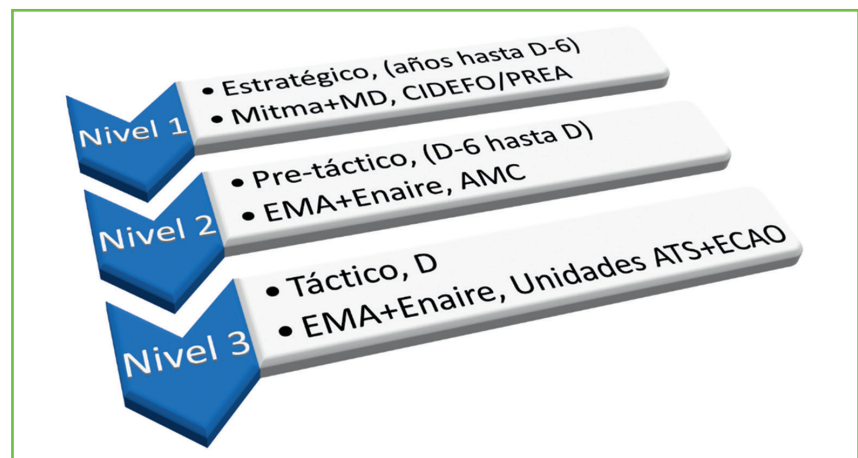 Nivel 1
• Estratégico, (años hasta D-6)
• Mitma+MD, CIDEFO/PREA
Nivel 2
• Pre-táctico, (D-6 hasta D)
• EMA+Enaire, AMC
Nivel 3
• Táctico, D
• EMA+Enaire, Unidades ATS+ECAO